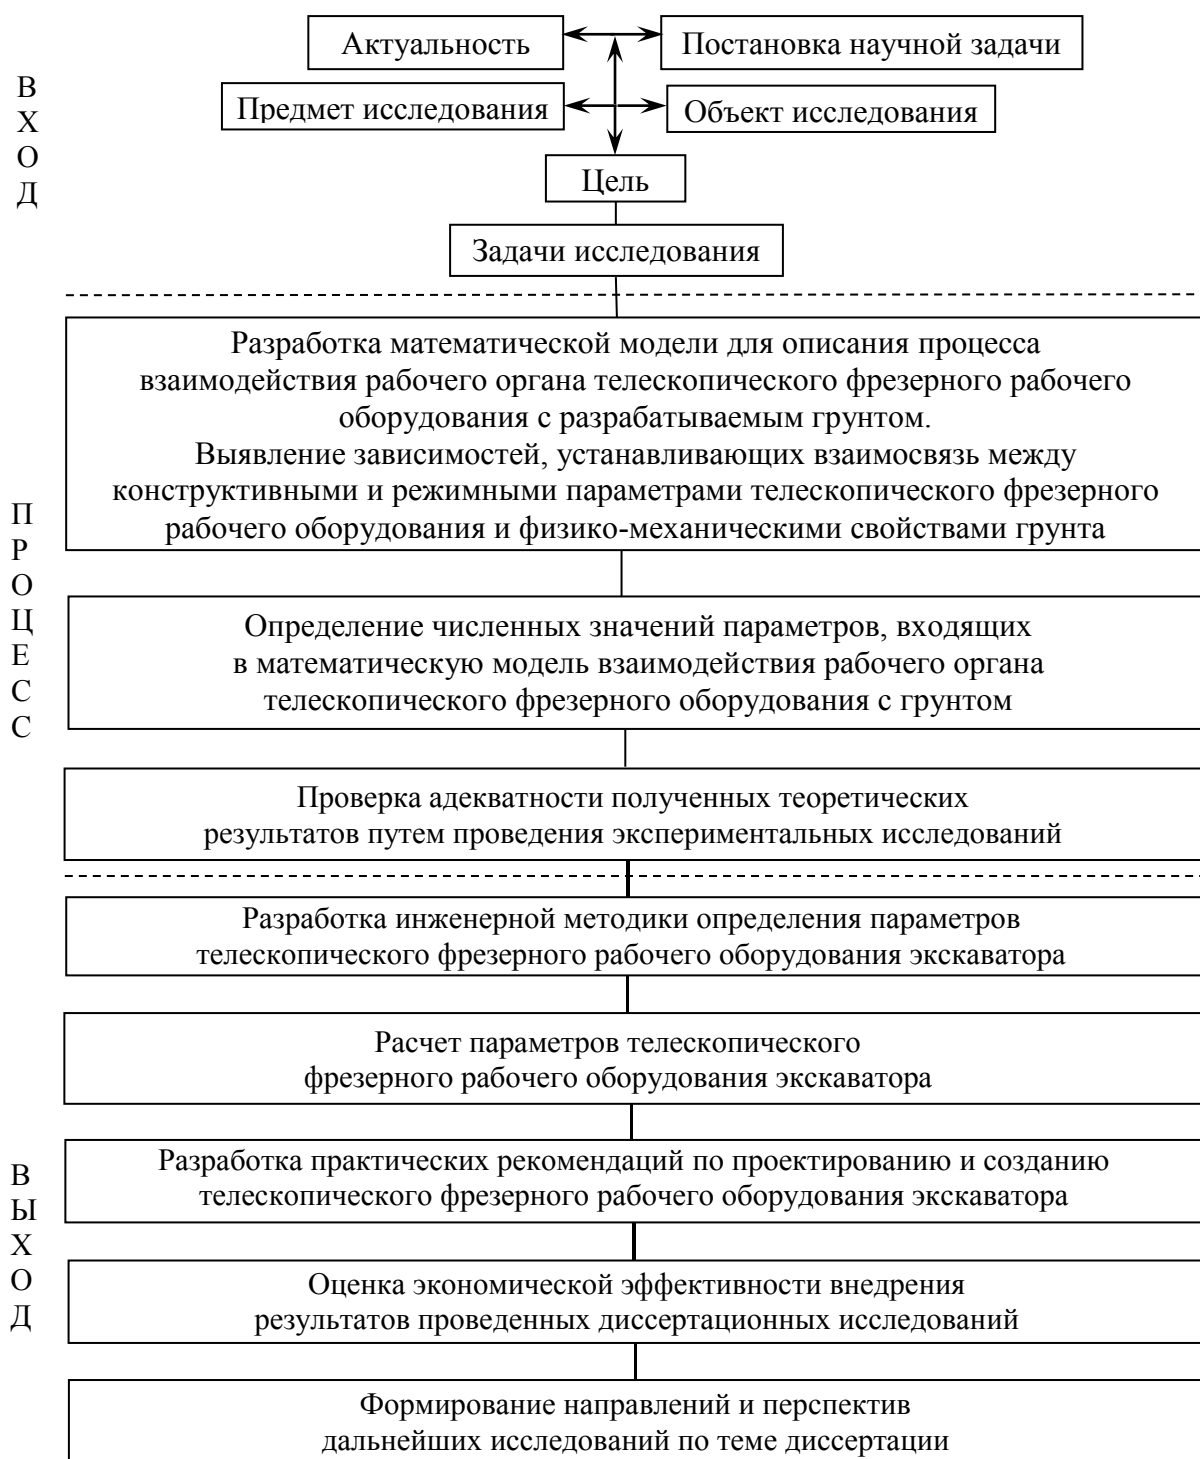 Актуальность
Постановка научной задачи
Предмет исследования
Объект исследования
Цель
Задачи исследования
ВХОД
Разработка математической модели для описания процесса
взаимодействия рабочего органа телескопического фрезерного рабочего
оборудования с разрабатываемым грунтом.
Выявление зависимостей, устанавливающих взаимосвязь между
конструктивными и режимными параметрами телескопического фрезерного
рабочего оборудования и физико-механическими свойствами грунта
Определение численных значений параметров, входящих
в математическую модель взаимодействия рабочего органа
телескопического фрезерного оборудования с грунтом
Проверка адекватности полученных теоретических
результатов путем проведения экспериментальных исследований
ПРОЦЕСС
Разработка инженерной методики определения параметров
телескопического фрезерного рабочего оборудования экскаватора
Расчет параметров телескопического
фрезерного рабочего оборудования экскаватора
Разработка практических рекомендаций по проектированию и созданию
телескопического фрезерного рабочего оборудования экскаватора
Оценка экономической эффективности внедрения
результатов проведенных диссертационных исследований
Формирование направлений и перспектив
дальнейших исследований по теме диссертации
ВЫХОД